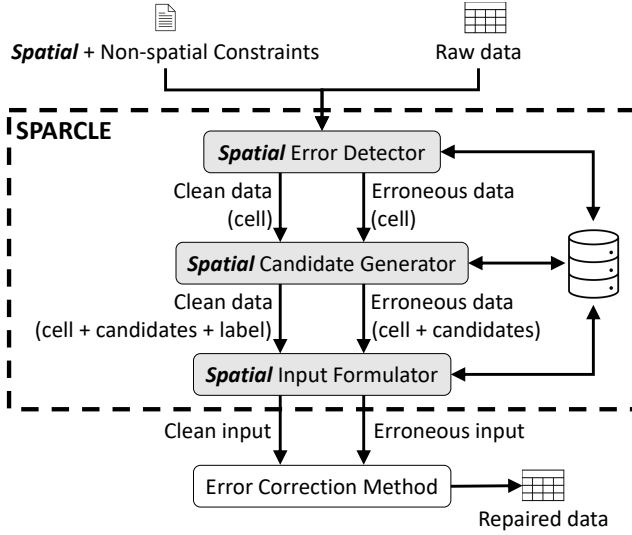 Spatial + Non-spatial Constraints
Raw data
SPARCLE
Spatial Error Detector
Clean data
(cell)
Erroneous data
(cell)
Spatial Candidate Generator
Clean data
(cell + candidates + label)
Erroneous data
(cell + candidates)
Spatial Input Formulator
Clean input
Erroneous input
Error Correction Method
Repaired data